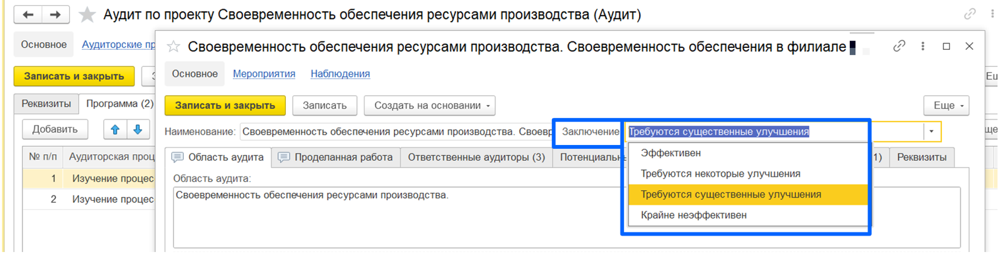 Аудит по проекту Своевременность обеспечения ресурсами производства (Аудит)
Основное Аудиторские пр
Своевременность обеспечения ресурсами производства. Своевременность обеспечения в филиале
Основное Мероприятия Наблюдения
Записать и закрыть
Записать и закрыть Записать Создать на основании Еще
Реквизиты Программа (2)
Добавить
Наименование: Своевременность обеспечения ресурсами производства. Своевр Заключение Требуются существенные улучшения
Эффективен
Требуются некоторые улучшения
Требуются существенные улучшения
Крайне неэффективен
№ п/п Аудиторская проц
Область аудита Проделанная работа Ответственные аудиторы (3) Потенциальнь 1) Реквизиты
1 Изучение процес
Область аудита:
Своевременность обеспечения ресурсами производства.
2 Изучение процес